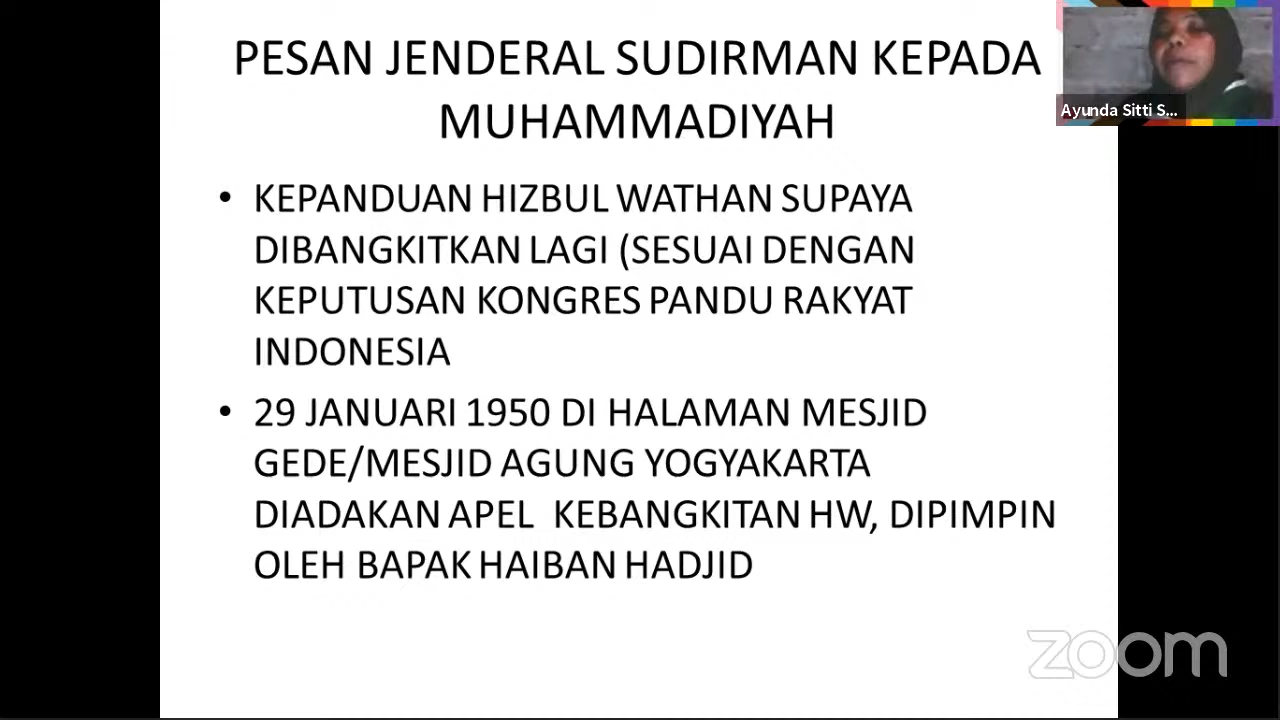 PESAN JENDERAL SUDIRMAN KEPADA
MUHAMMADIYAH
• KEPANDUAN HIZBUL WATHAN SUPAYA
DIBANGKITKAN LAGI (SESUAI DENGAN
KEPUTUSAN KONGRES PANDU RAKYAT
INDONESIA
• 29 JANUARI 1950 DI HALAMAN MESJID
GEDE/MESJID AGUNG YOGYAKARTA
DIADAKAN APEL  KEBANGKITAN HW, DIPIMPIN
OLEH BAPAK HAIBAN HADJID
Ayunda Sitti S...
zoom